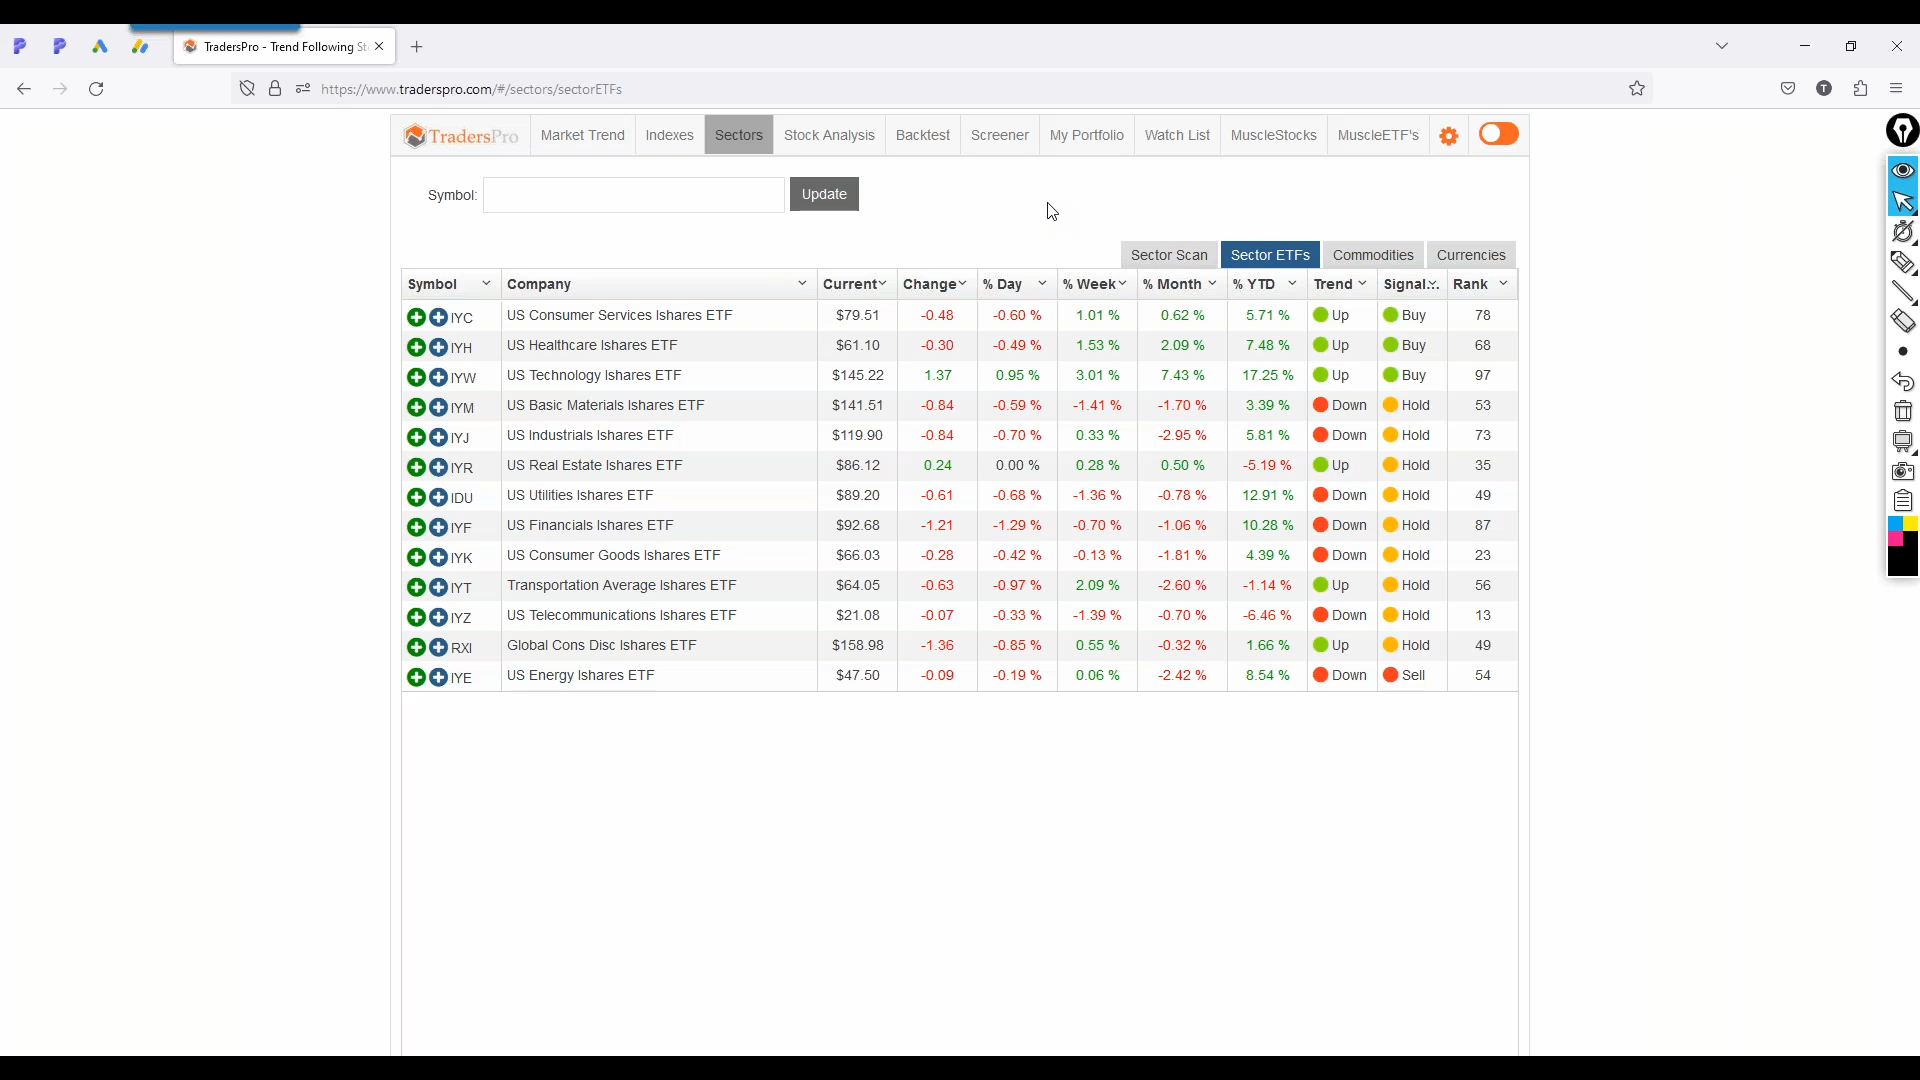 TradersPro - Trend Following St
https://www.traderspro.com/#/sectors/sectorETFs
TradersPro Market Trend Indexes Sectors Stock Analysis Backtest Screener My Portfolio Watch List MuscleStocks MuscleETF's
Symbol: Update
Sector Scan Sector ETFs Commodities Currencies
Symbol Company Current Change % Day % Week % Month % YTD Trend Signal... Rank
IYC US Consumer Services Ishares ETF $79.51 -0.48 -0.60 % 1.01 % 0.62 % 5.71 % Up Buy 78
IYH US Healthcare Ishares ETF $61.10 -0.30 -0.49 % 1.53 % 2.09 % 7.48 % Up Buy 68
IYW US Technology Ishares ETF $145.22 1.37 0.95 % 3.01 % 7.43 % 17.25 % Up Buy 97
IYM US Basic Materials Ishares ETF $141.51 -0.84 -0.59 % -1.41 % -1.70 % 3.39 % Down Hold 53
IYJ US Industrials Ishares ETF $119.90 -0.84 -0.70 % 0.33 % -2.95 % 5.81 % Down Hold 73
IYR US Real Estate Ishares ETF $86.12 0.24 0.00 % 0.28 % 0.50 % -5.19 % Up Hold 35
IDU US Utilities Ishares ETF $89.20 -0.61 -0.68 % -1.36 % -0.78 % 12.91 % Down Hold 49
IYF US Financials Ishares ETF $92.68 -1.21 -1.29 % -0.70 % -1.06 % 10.28 % Down Hold 87
IYK US Consumer Goods Ishares ETF $66.03 -0.28 -0.42 % -0.13 % -1.81 % 4.39 % Down Hold 23
IYT Transportation Average Ishares ETF $64.05 -0.63 -0.97 % 2.09 % -2.60 % -1.14 % Up Hold 56
IYZ US Telecommunications Ishares ETF $21.08 -0.07 -0.33 % -1.39 % -0.70 % -6.46 % Down Hold 13
RXI Global Cons Disc Ishares ETF $158.98 -1.36 -0.85 % 0.55 % -0.32 % 1.66 % Up Hold 49
IYE US Energy Ishares ETF $47.50 -0.09 -0.19 % 0.06 % -2.42 % 8.54 % Down Sell 54